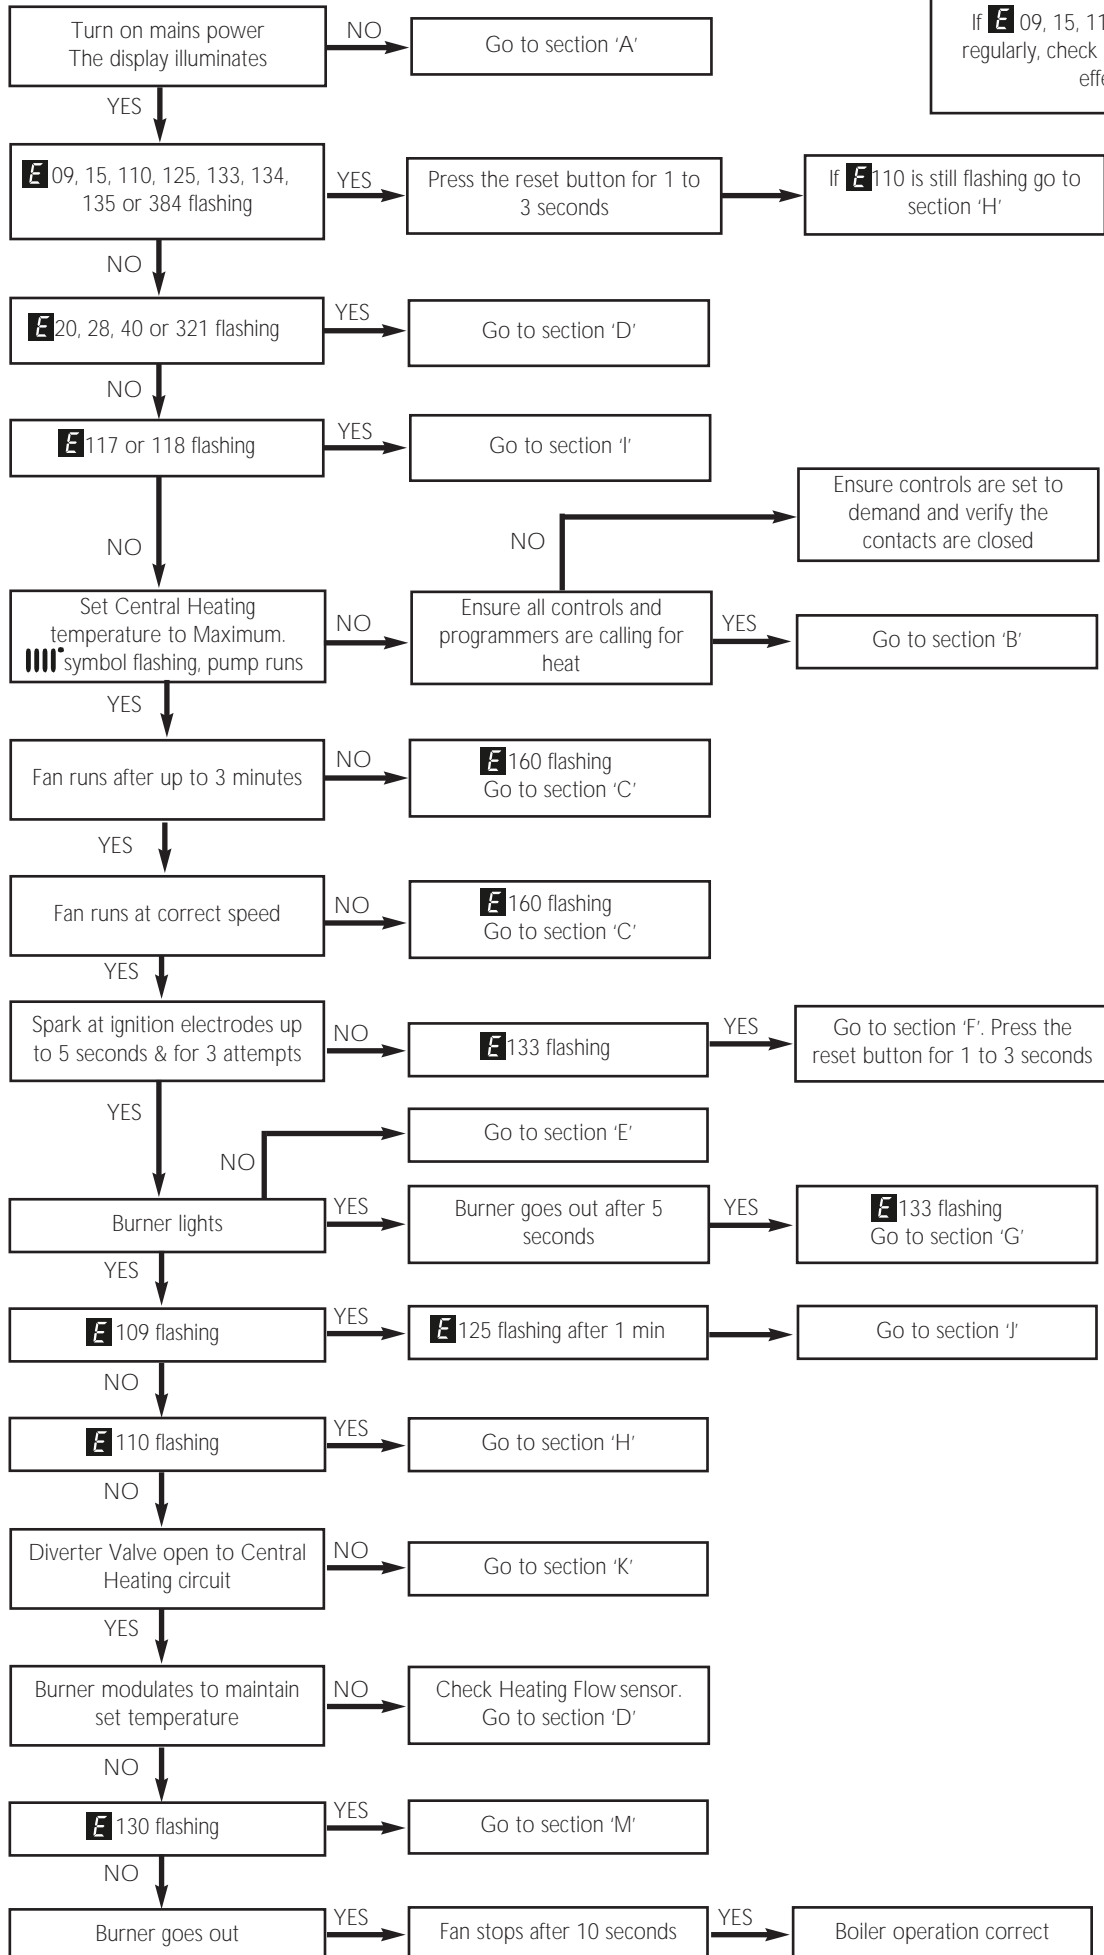 Turn on mains power
The display illuminates
NO
Go to section 'A'
If E 09, 15, 11
regularly, check
effe
YES
E 09, 15, 110, 125, 133, 134,
135 or 384 flashing
YES
Press the reset button for 1 to
3 seconds
If E 110 is still flashing go to
section 'H'
NO
E 20, 28, 40 or 321 flashing
YES
Go to section 'D'
NO
E 117 or 118 flashing
YES
Go to section 'I'
NO
Ensure controls are set to
demand and verify the
contacts are closed
NO
Set Central Heating
temperature to Maximum.
symbol flashing, pump runs
NO
Ensure all controls and
programmers are calling for
heat
YES
Go to section 'B'
YES
Fan runs after up to 3 minutes
NO
E 160 flashing
Go to section 'C'
YES
Fan runs at correct speed
NO
E 160 flashing
Go to section 'C'
YES
Spark at ignition electrodes up
to 5 seconds & for 3 attempts
NO
E 133 flashing
YES
Go to section 'F'. Press the
reset button for 1 to 3 seconds
YES
Go to section 'E'
NO
Burner lights
YES
Burner goes out after 5
seconds
YES
E 133 flashing
Go to section 'G'
YES
E 109 flashing
YES
E 125 flashing after 1 min
Go to section 'J'
NO
E 110 flashing
YES
Go to section 'H'
NO
Diverter Valve open to Central
Heating circuit
NO
Go to section 'K'
YES
Burner modulates to maintain
set temperature
NO
Check Heating Flow sensor.
Go to section 'D'
NO
E 130 flashing
YES
Go to section 'M'
NO
Burner goes out
YES
Fan stops after 10 seconds
YES
Boiler operation correct